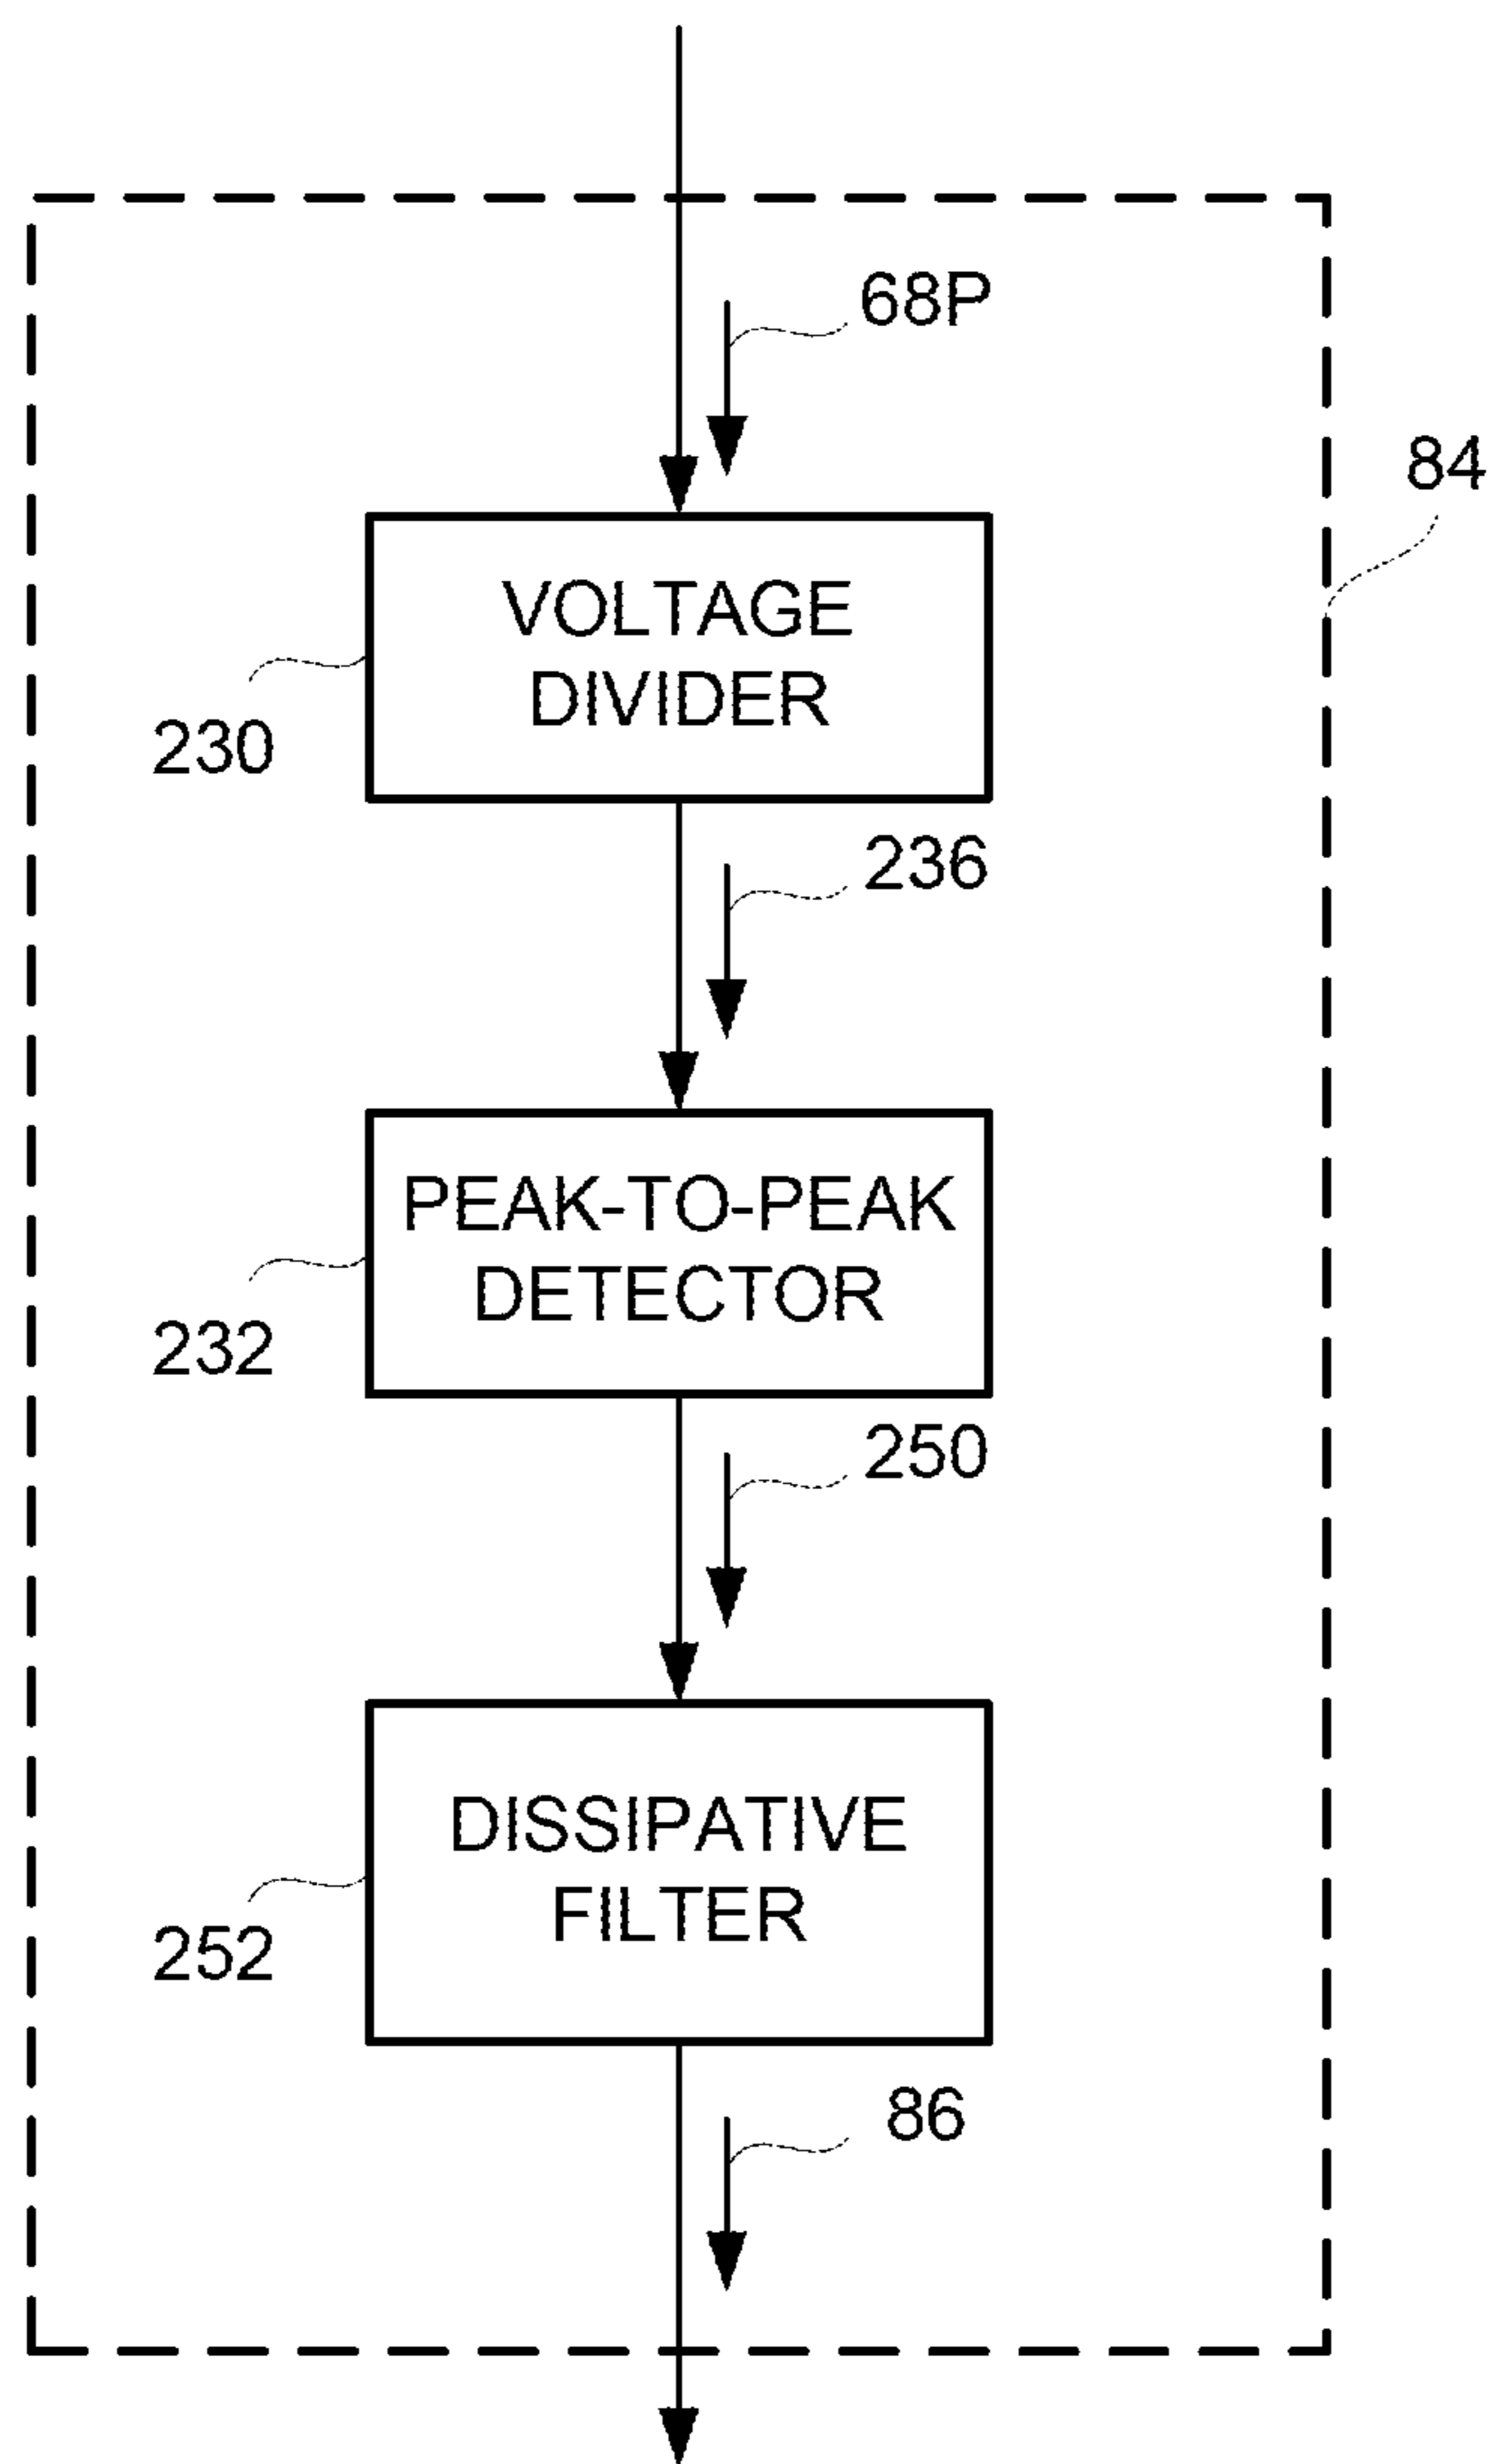 68P
84
VOLTAGE
DIVIDER
230
236
PEAK-TO-PEAK
DETECTOR
232
250
DISSIPATIVE
FILTER
252
86